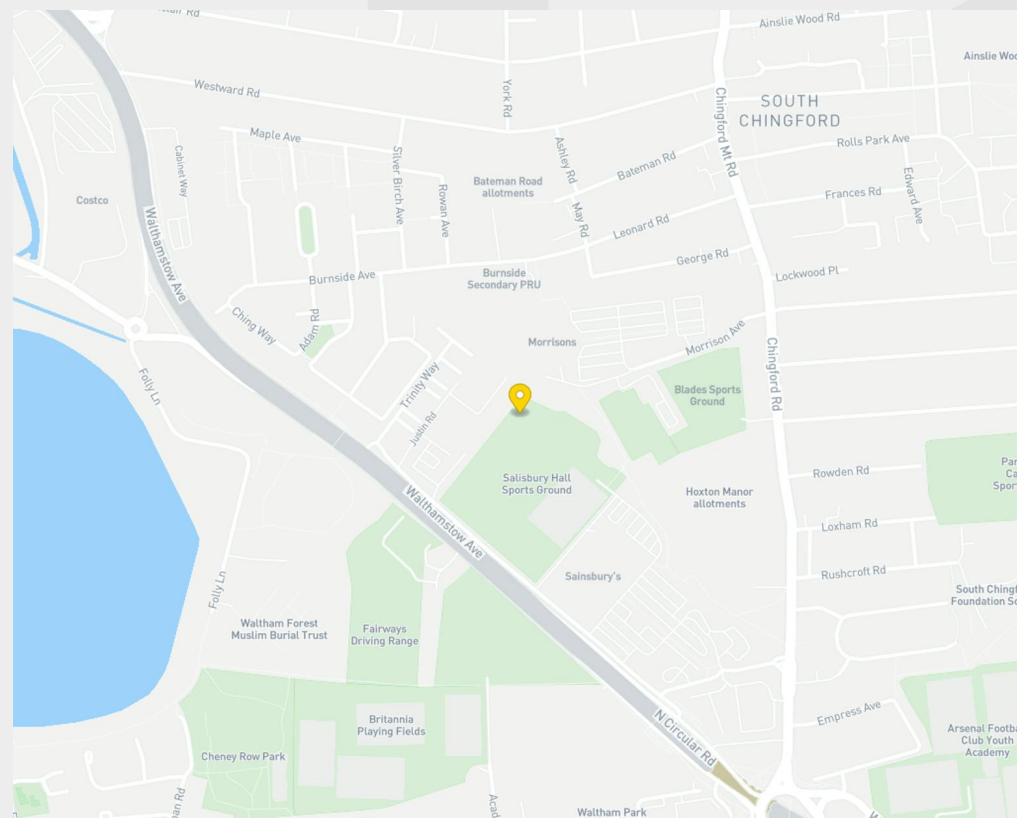 Ainslie Wood Rd
Westward Rd
York Rd
Chingford Mt Rd
SOUTH
CHINGFORD
Maple Ave
Cabinet Way
Silver Birch Ave
Rowan Ave
Ashley Rd
Bateman Rd
Rolls Park Ave
Bateman Road
allotments
Edward Ave
Frances Rd
Costco
May Rd
Leonard Rd
Walthamstow Ave
George Rd
Lockwood Pl
Burnside Ave
Burnside
Secondary PRU
Ching Way
Adam Rd
Morrisons
Morrison Ave
Chingford Rd
Folly Ln
Trinity Way
Blades Sports
Ground
Justin Rd
Salisbury Hall
Sports Ground
Rowden Rd
Hoxton Manor
allotments
Walthamstow Ave
Loxham Rd
Sainsbury's
Rushcroft Rd
Folly Ln
South Chingf
Foundation Sc
Waltham Forest
Muslim Burial Trust
Fairways
Driving Range
Britannia
Playing Fields
N Circular Rd
Empress Ave
Cheney Row Park
Arsenal Footba
Club Youth
Academy
Waltham Park